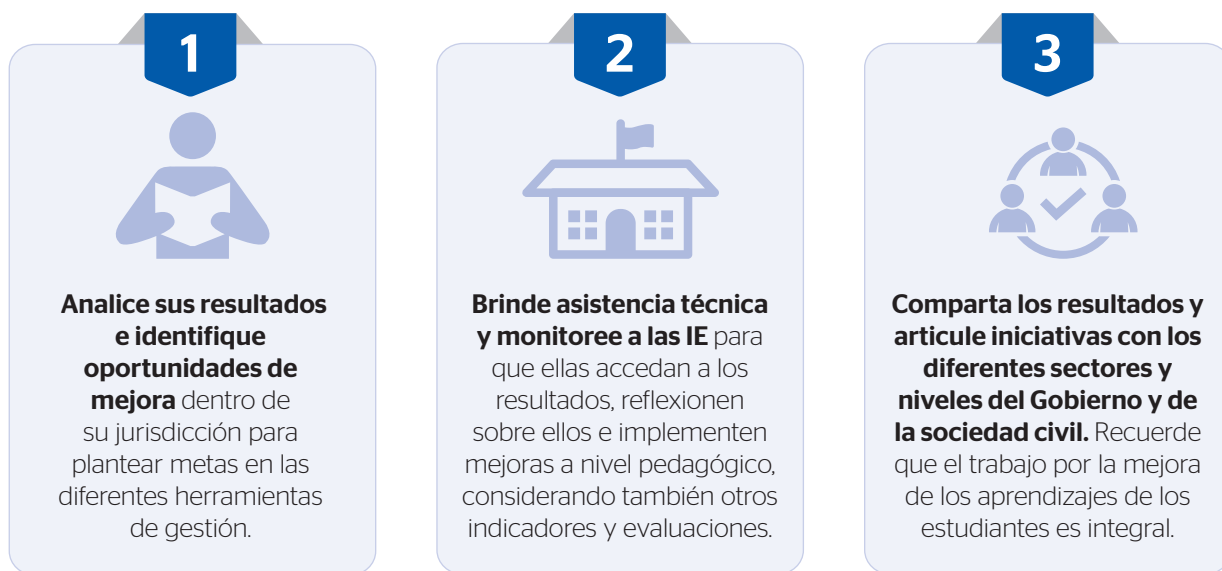 1
Analice sus resultados
e identifique
oportunidades de
mejora dentro de
su jurisdicción para
plantear metas en las
diferentes herramientas
de gestión.
2
Brinde asistencia técnica
y monitoree a las IE para
que ellas accedan a los
resultados, reflexionen
sobre ellos e implementen
mejoras a nivel pedagógico,
considerando también otros
indicadores y evaluaciones.
3
Comparta los resultados y
articule iniciativas con los
diferentes sectores y
niveles del Gobierno y de
la sociedad civil. Recuerde
que el trabajo por la mejora
de los aprendizajes de los
estudiantes es integral.